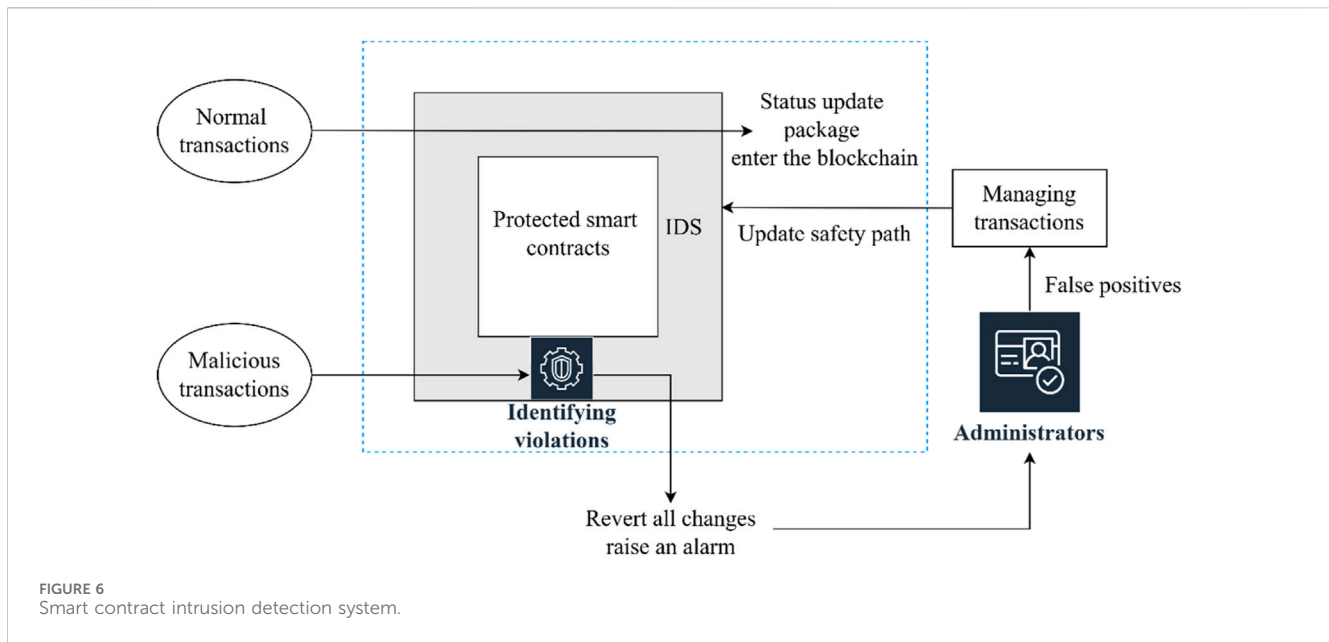 Normal
transactions
Status update
package
enter the blockchain
Protected smart
contracts
IDS
Update safety path
Managing
transactions
False positives
Malicious
transactions
Identifying
violations
Administrators
Revert all changes
raise an alarm
FIGURE 6
Smart contract intrusion detection system.